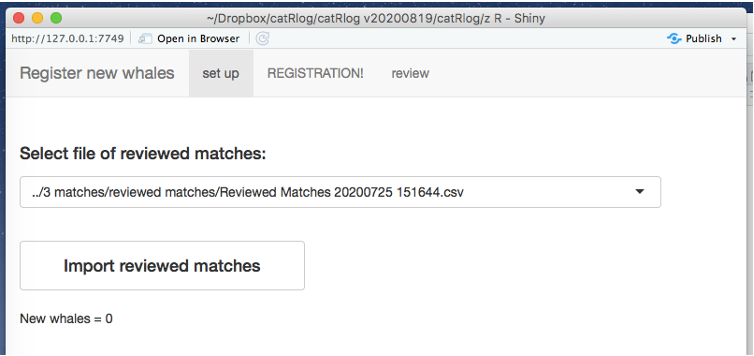 ~/Dropbox/catRlog/catRlog v20200819/catRlog/z R - Shiny
http://127.0.0.1:7749 Open in Browser Publish
Register new whales set up REGISTRATION! review
Select file of reviewed matches:
../3 matches/reviewed matches/Reviewed Matches 20200725 151644.csv
Import reviewed matches
New whales = 0